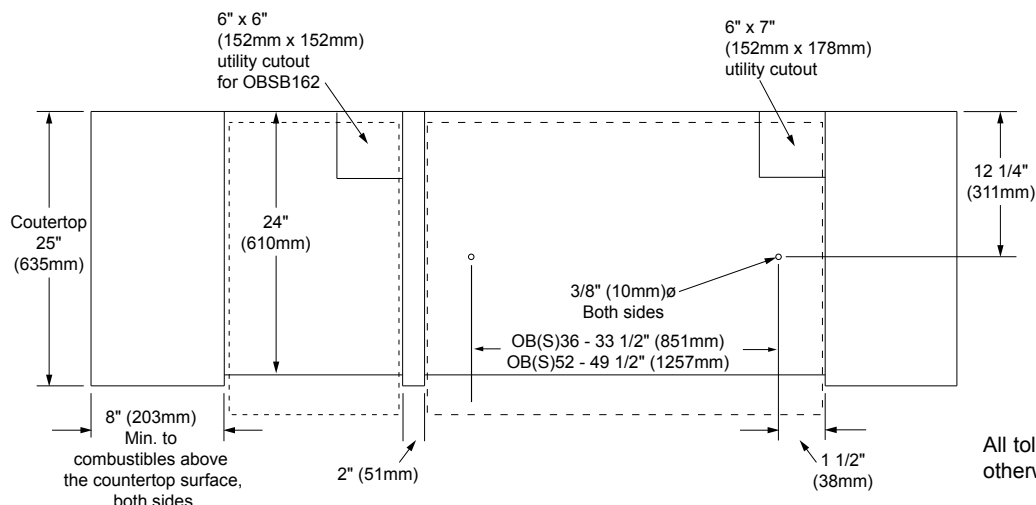 6" x 6"
(152mm x 152mm)
utility cutout
for OBSB162
6" x 7"
(152mm x 178mm)
utility cutout
12 1/4"
(311mm)
Coutertop
25"
(635mm)
24"
(610mm)
3/8" (10mm)ø
Both sides
OB(S)36 - 33 1/2" (851mm)
OB(S)52 - 49 1/2" (1257mm)
8" (203mm)
Min. to
combustibles above
the countertop surface,
both sides
2" (51mm)
1 1/2"
(38mm)
All tol
otherw